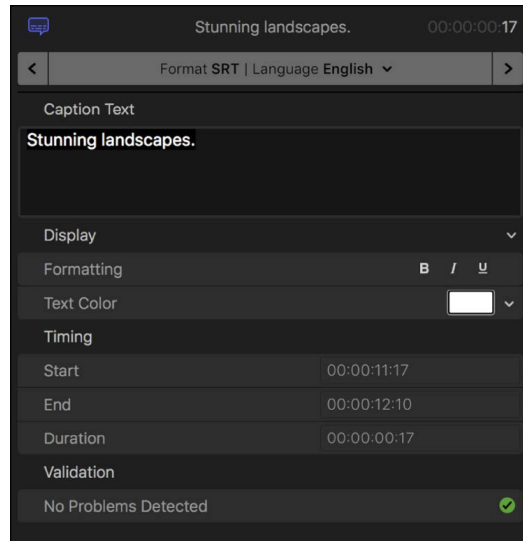 Stunning landscapes. 00:00:00:17
Format SRT | Language English
Caption Text
Stunning landscapes.
Display
Formatting B I U
Text Color
Timing
Start 00:00:11:17
End 00:00:12:10
Duration 00:00:00:17
Validation
No Problems Detected